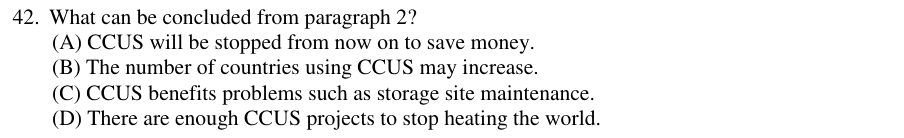 42. What can be concluded from paragraph 2?
(A) CCUS will be stopped from now on to save money.
(B) The number of countries using CCUS may increase.
(C) CCUS benefits problems such as storage site maintenance.
(D) There are enough CCUS projects to stop heating the world.